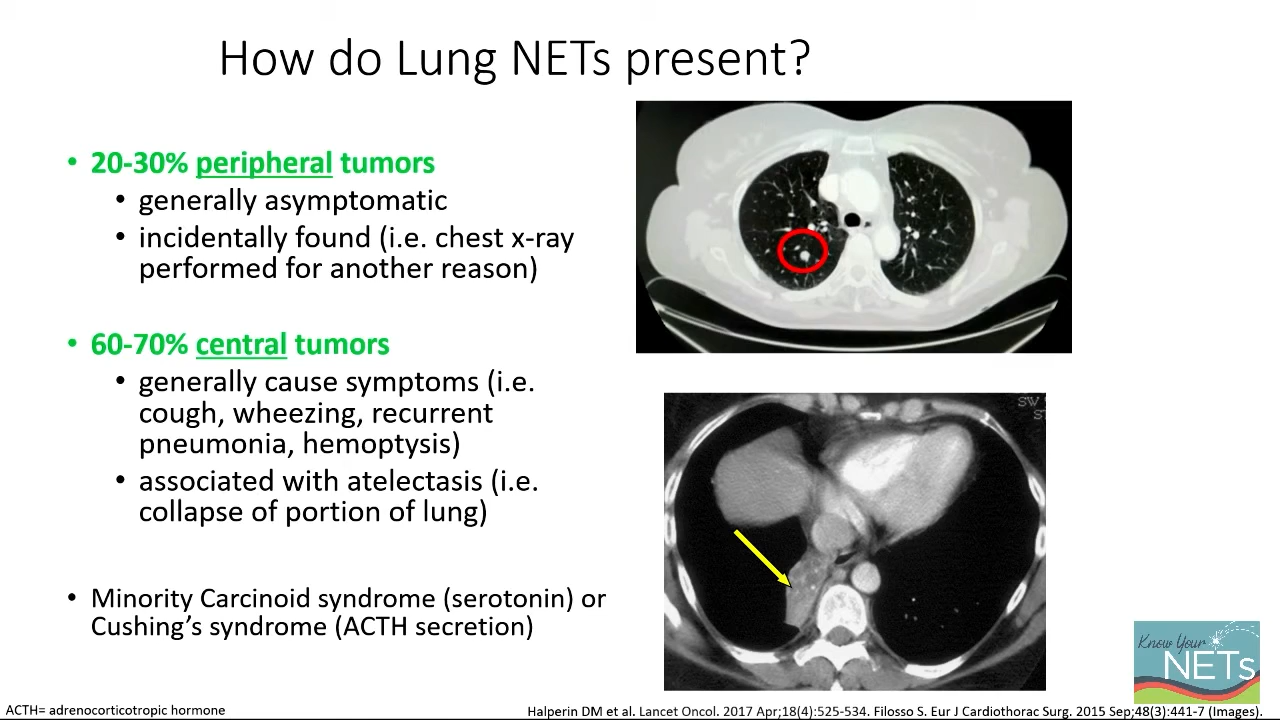 How do Lung NETs present?
• 20-30% peripheral tumors
• generally asymptomatic
• incidentally found (i.e. chest x-ray
performed for another reason)
• 60-70% central tumors
• generally cause symptoms (i.e.
cough, wheezing, recurrent
pneumonia, hemoptysis)
• associated with atelectasis (i.e.
collapse of portion of lung)
• Minority Carcinoid syndrome (serotonin) or
Cushing’s syndrome (ACTH secretion)
SW
Know Your
NETs
ACTH= adrenocorticotropic hormone
Halperin DM et al. Lancet Oncol. 2017 Apr;18(4):525-534. Filosso S. Eur J Cardiothorac Surg. 2015 Sep;48(3):441-7 (Images).